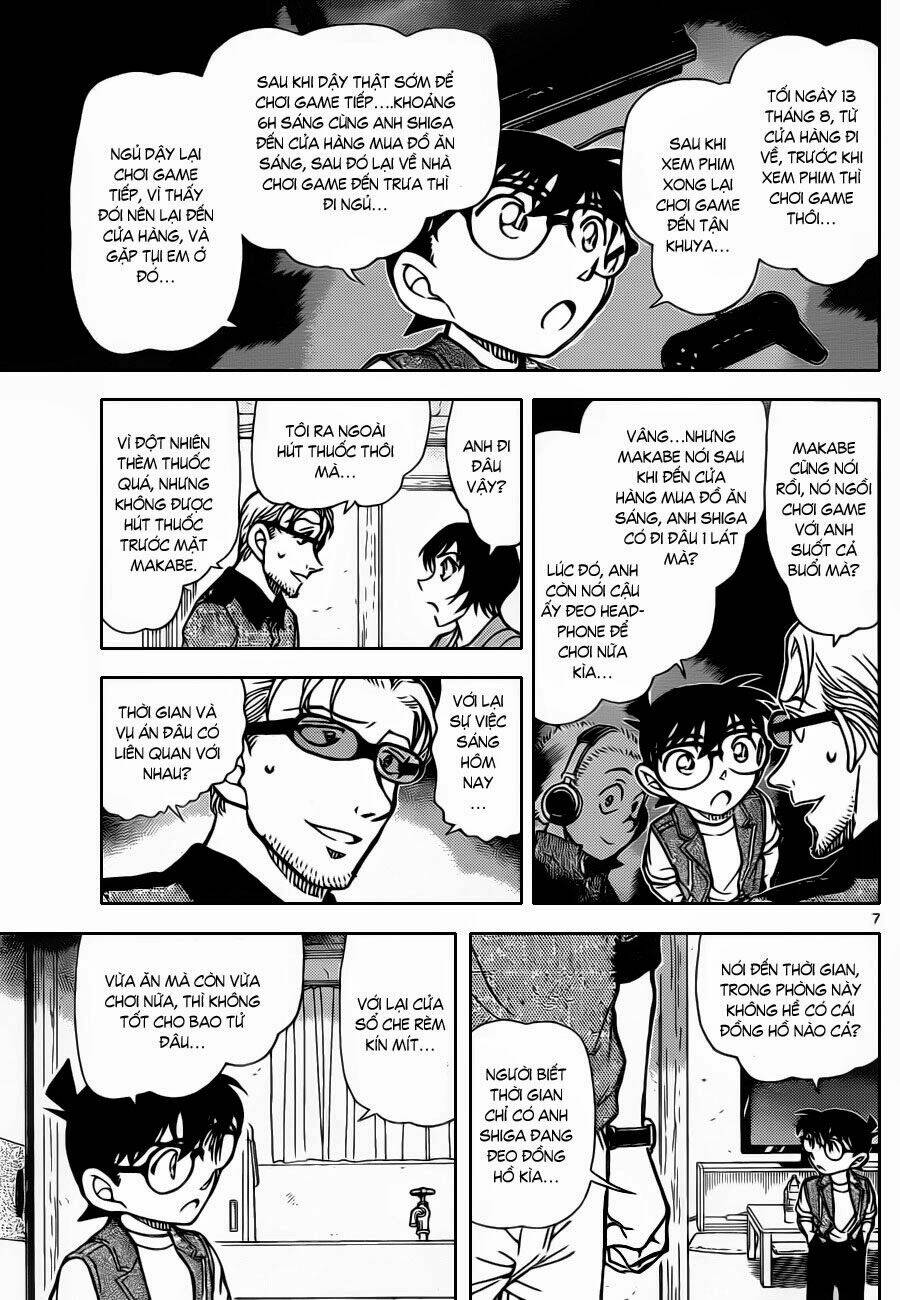 TỐI NGÀY 13
THÁNG 8, TỪ
CỬA HÀNG ĐI
VỀ, TRƯỚC KHI
XEM PHIM THÌ
CHƠI GAME
THÔI...
SAU KHI
XEM PHIM
XONG LẠI
CHƠI GAME
ĐẾN TẬN
KHUYA...
SAU KHI DẬY THẬT SỚM ĐỂ
CHƠI GAME TIẾP....KHOẢNG
6H SÁNG CÙNG ANH SHIGA
ĐẾN CỬA HÀNG MUA ĐỒ ĂN
SÁNG, SAU ĐÓ LẠI VỀ NHÀ
CHƠI GAME ĐẾN TRƯA THÌ
ĐI NGỦ...
NGỦ DẬY LẠI
CHƠI GAME
TIẾP, VÌ THẤY
ĐÓI NÊN LẠI ĐẾN
CỬA HÀNG, VÀ
GẶP TỤI EM Ở
ĐÓ...
MAKABE
CŨNG NÓI
RỒI, NÓ NGỒI
CHƠI GAME
VỚI ANH
SUỐT CẢ
BUỔI MÀ?
VÂNG...NHƯNG
MAKABE NÓI SAU
KHI ĐẾN CỬA
HÀNG MUA ĐỒ ĂN
SÁNG, ANH SHIGA
CÓ ĐI ĐÂU 1 LÁT
MÀ?
LÚC ĐÓ, ANH
CÒN NÓI CẬU
ẤY ĐEO HEAD-
PHONE ĐỂ
CHƠI NỮA
KÌA...
ANH ĐI
ĐÂU
VẬY?
TÔI RA NGOÀI
HÚT THUỐC THÔI
MÀ...
VÌ ĐỘT NHIÊN
THÈM THUỐC
QUÁ, NHƯNG
KHÔNG ĐƯỢC
HÚT THUỐC
TRƯỚC MẶT
MAKABE.
VỚI LẠI
SỰ VIỆC
SÁNG
HÔM
NAY
...
THỜI GIAN VÀ
VỤ ÁN ĐÂU CÓ
LIÊN QUAN VỚI
NHAU?
7
NÓI ĐẾN THỜI GIAN,
TRONG PHÒNG NÀY
KHÔNG HỀ CÓ CÁI
ĐỒNG HỒ NÀO CẢ?
NGƯỜI BIẾT
THỜI GIAN
CHỈ CÓ ANH
SHIGA ĐANG
ĐEO ĐỒNG
HỒ KÌA...
VỚI LẠI CỬA
SỔ CHE RÈM
KÍN MÍT...
VỪA ĂN MÀ CÒN VỪA
CHƠI NỮA, THÌ KHÔNG
TỐT CHO BAO TỬ
ĐÂU...